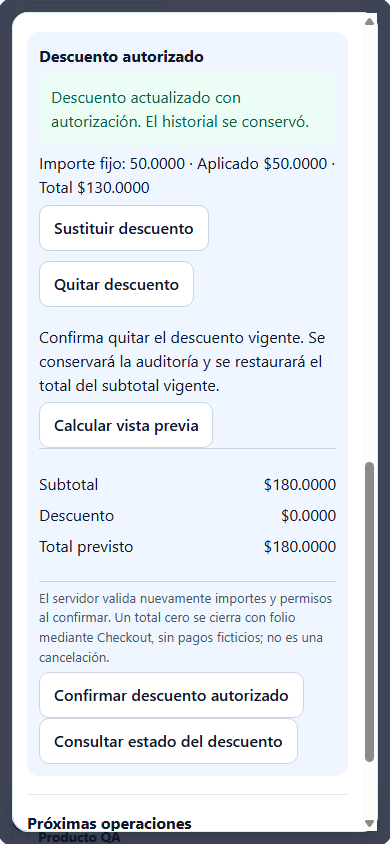 Descuento autorizado
Descuento actualizado con
autorización. El historial se conservó.
Importe fijo: 50.0000 · Aplicado $50.0000 ·
Total $130.0000
Sustituir descuento
Quitar descuento
Confirma quitar el descuento vigente. Se
conservará la auditoría y se restaurará el
total del subtotal vigente.
Calcular vista previa
Subtotal $180.0000
Descuento $0.0000
Total previsto $180.0000
El servidor valida nuevamente importes y permisos
al confirmar. Un total cero se cierra con folio
mediante Checkout, sin pagos ficticios; no es una
cancelación.
Confirmar descuento autorizado
Consultar estado del descuento
Próximas operaciones
Producto QA